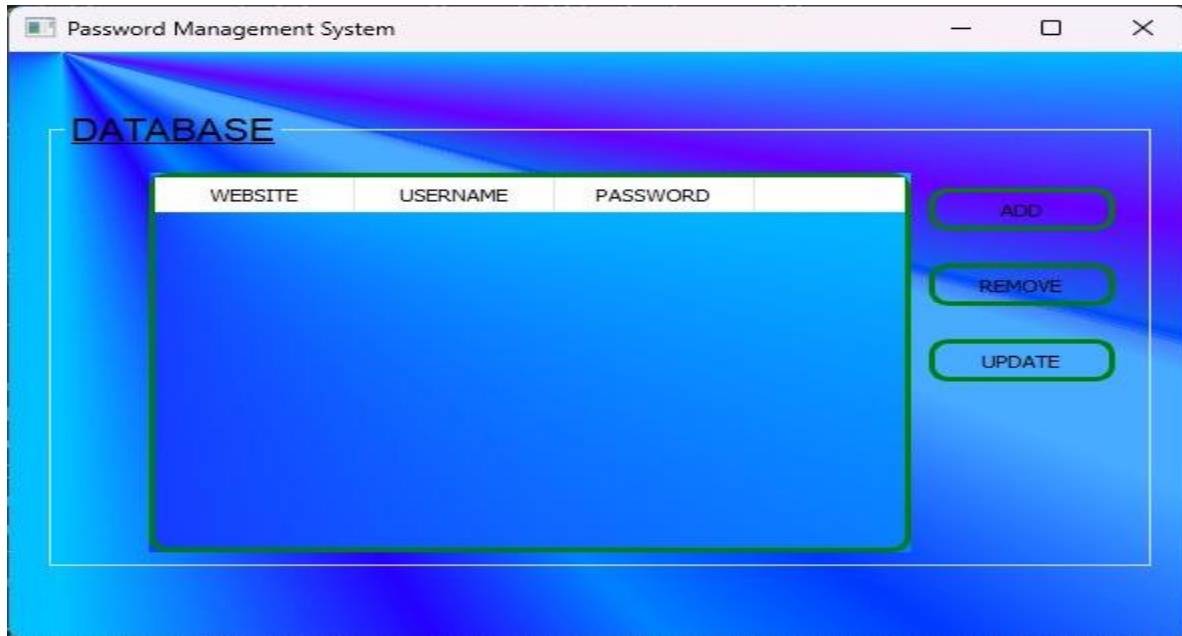 Password Management System
DATABASE
WEBSITE USERNAME PASSWORD
ADD
REMOVE
UPDATE